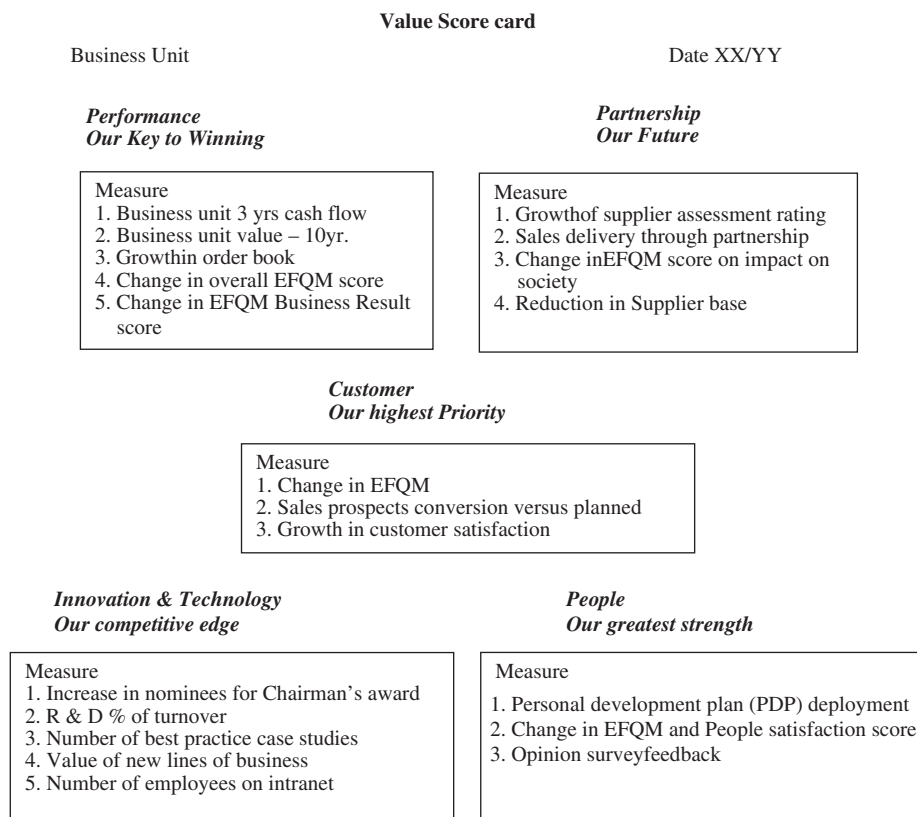 Value Score card
Business Unit
Date XX/YY
Performance
Our Key to Winning
Measure
1. Business unit 3 yrs cash flow
2. Business unit value – 10yr.
3. Growthin order book
4. Change in overall EFQM score
5. Change in EFQM Business Result
score
Partnership
Our Future
Measure
1. Growthof supplier assessment rating
2. Sales delivery through partnership
3. Change inEFQM score on impact on
society
4. Reduction in Supplier base
Customer
Our highest Priority
Measure
1. Change in EFQM
2. Sales prospects conversion versus planned
3. Growth in customer satisfaction
Innovation & Technology
Our competitive edge
Measure
1. Increase in nominees for Chairman’s award
2. R & D % of turnover
3. Number of best practice case studies
4. Value of new lines of business
5. Number of employees on intranet
People
Our greatest strength
Measure
1. Personal development plan (PDP) deployment
2. Change in EFQM and People satisfaction score
3. Opinion surveyfeedback